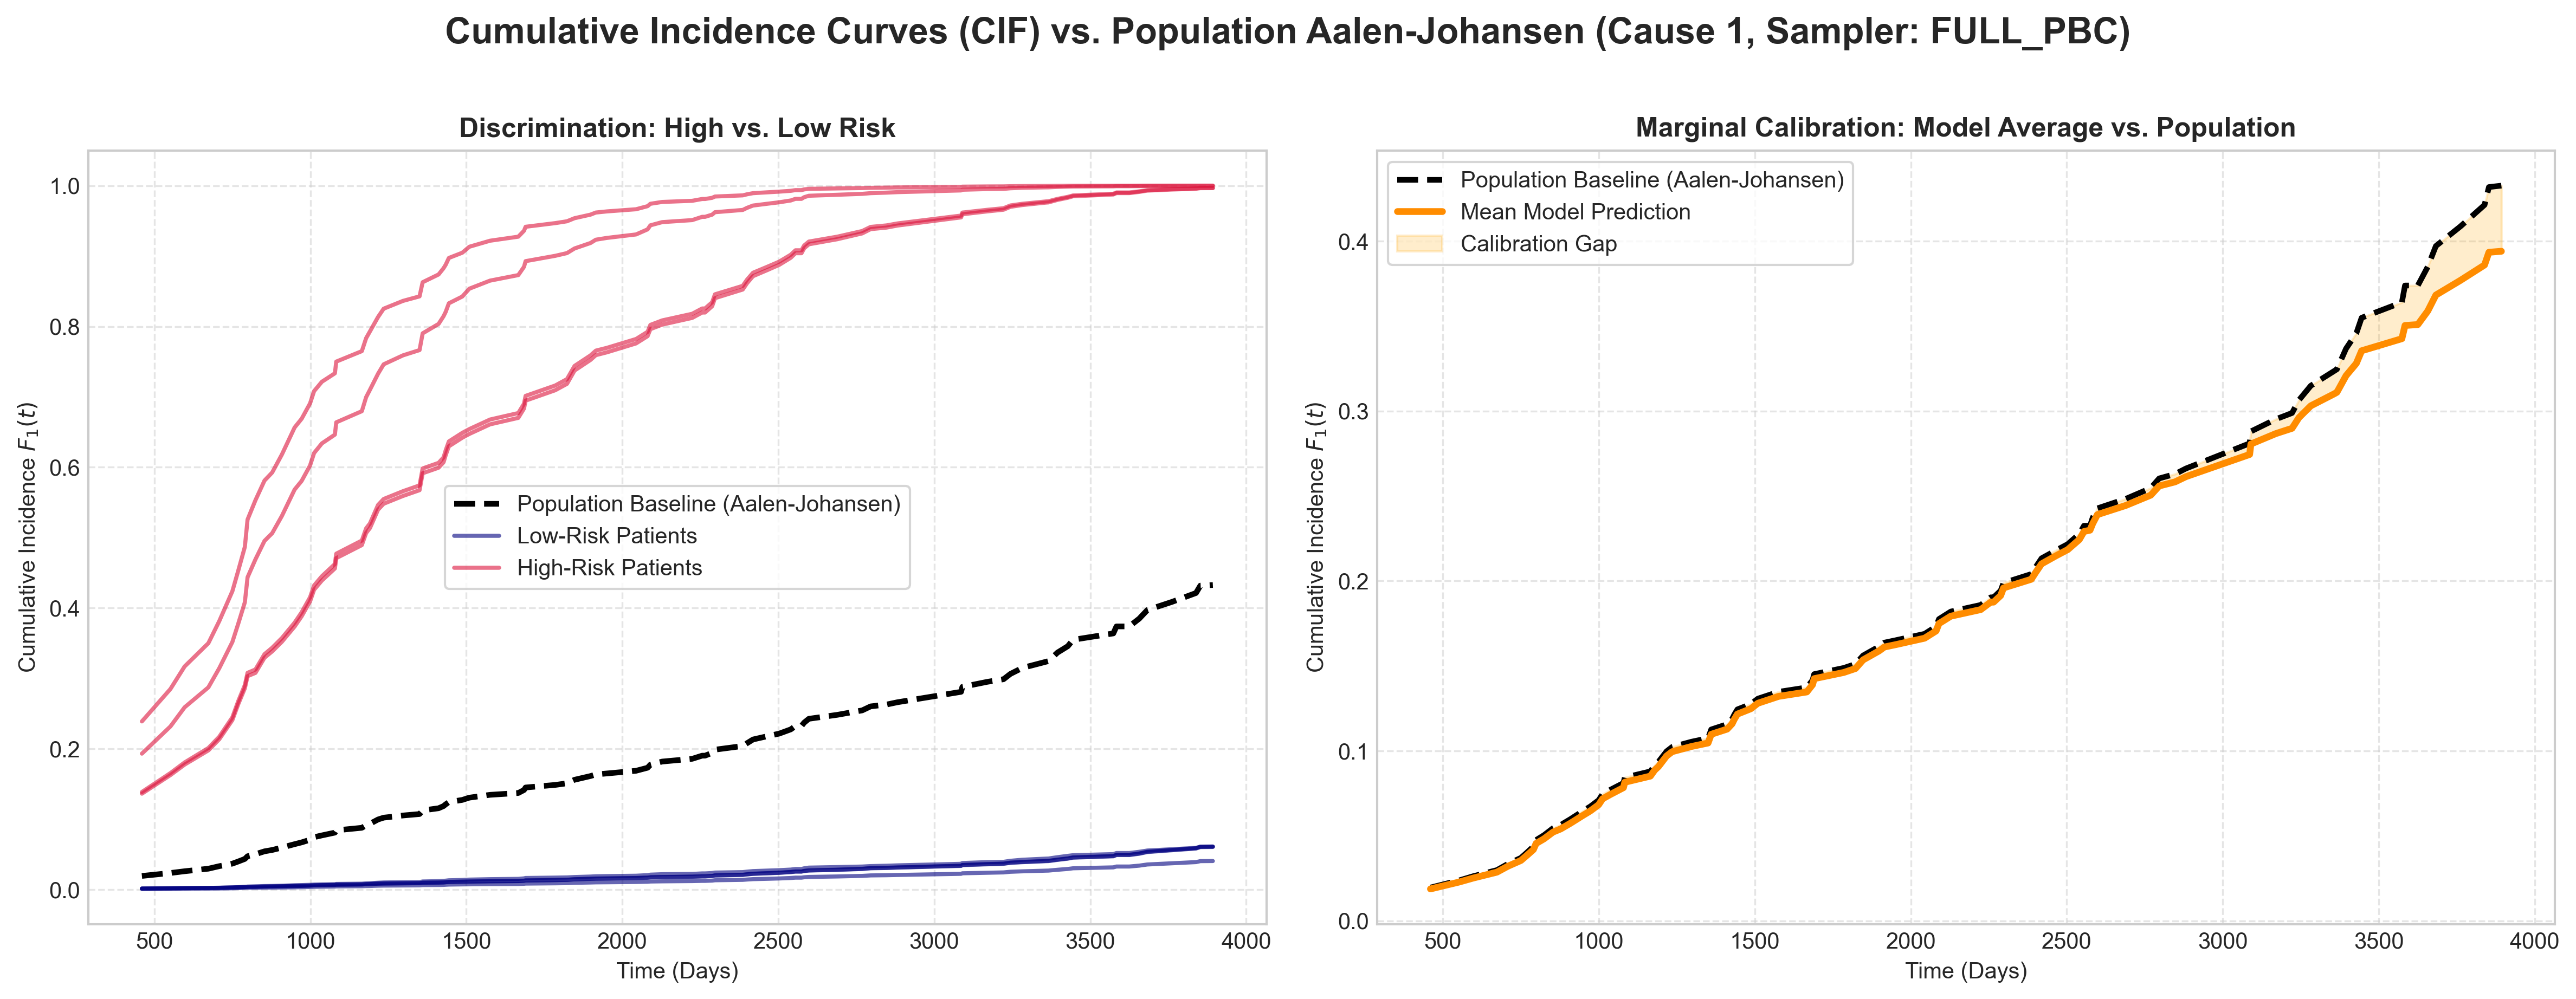 Cumulative Incidence Curves (CIF) vs. Population Aalen-Johansen (Cause 1, Sampler: FULL_PBC)
Discrimination: High vs. Low Risk
Cumulative Incidence F₁(t)
1.0
0.8
0.6
0.4
0.2
0.0
Population Baseline (Aalen-Johansen)
Low-Risk Patients
High-Risk Patients
500 1000 1500 2000 2500 3000 3500 4000
Time (Days)
Marginal Calibration: Model Average vs. Population
Cumulative Incidence F₁(t)
Population Baseline (Aalen-Johansen)
Mean Model Prediction
Calibration Gap
0.4
0.3
0.2
0.1
0.0
500 1000 1500 2000 2500 3000 3500 4000
Time (Days)